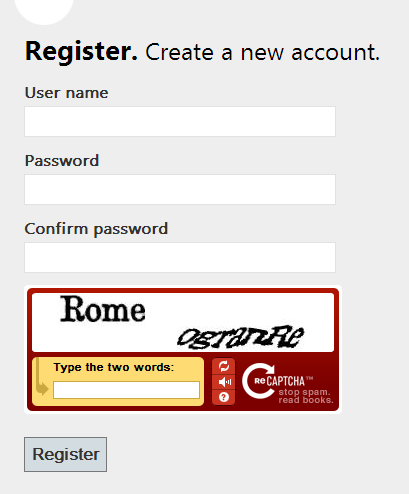 Register. Create a new account.
User name
Password
Confirm password
Rome
Type the two words:
reCAPTCHA™
stop spam.
read books.
Register